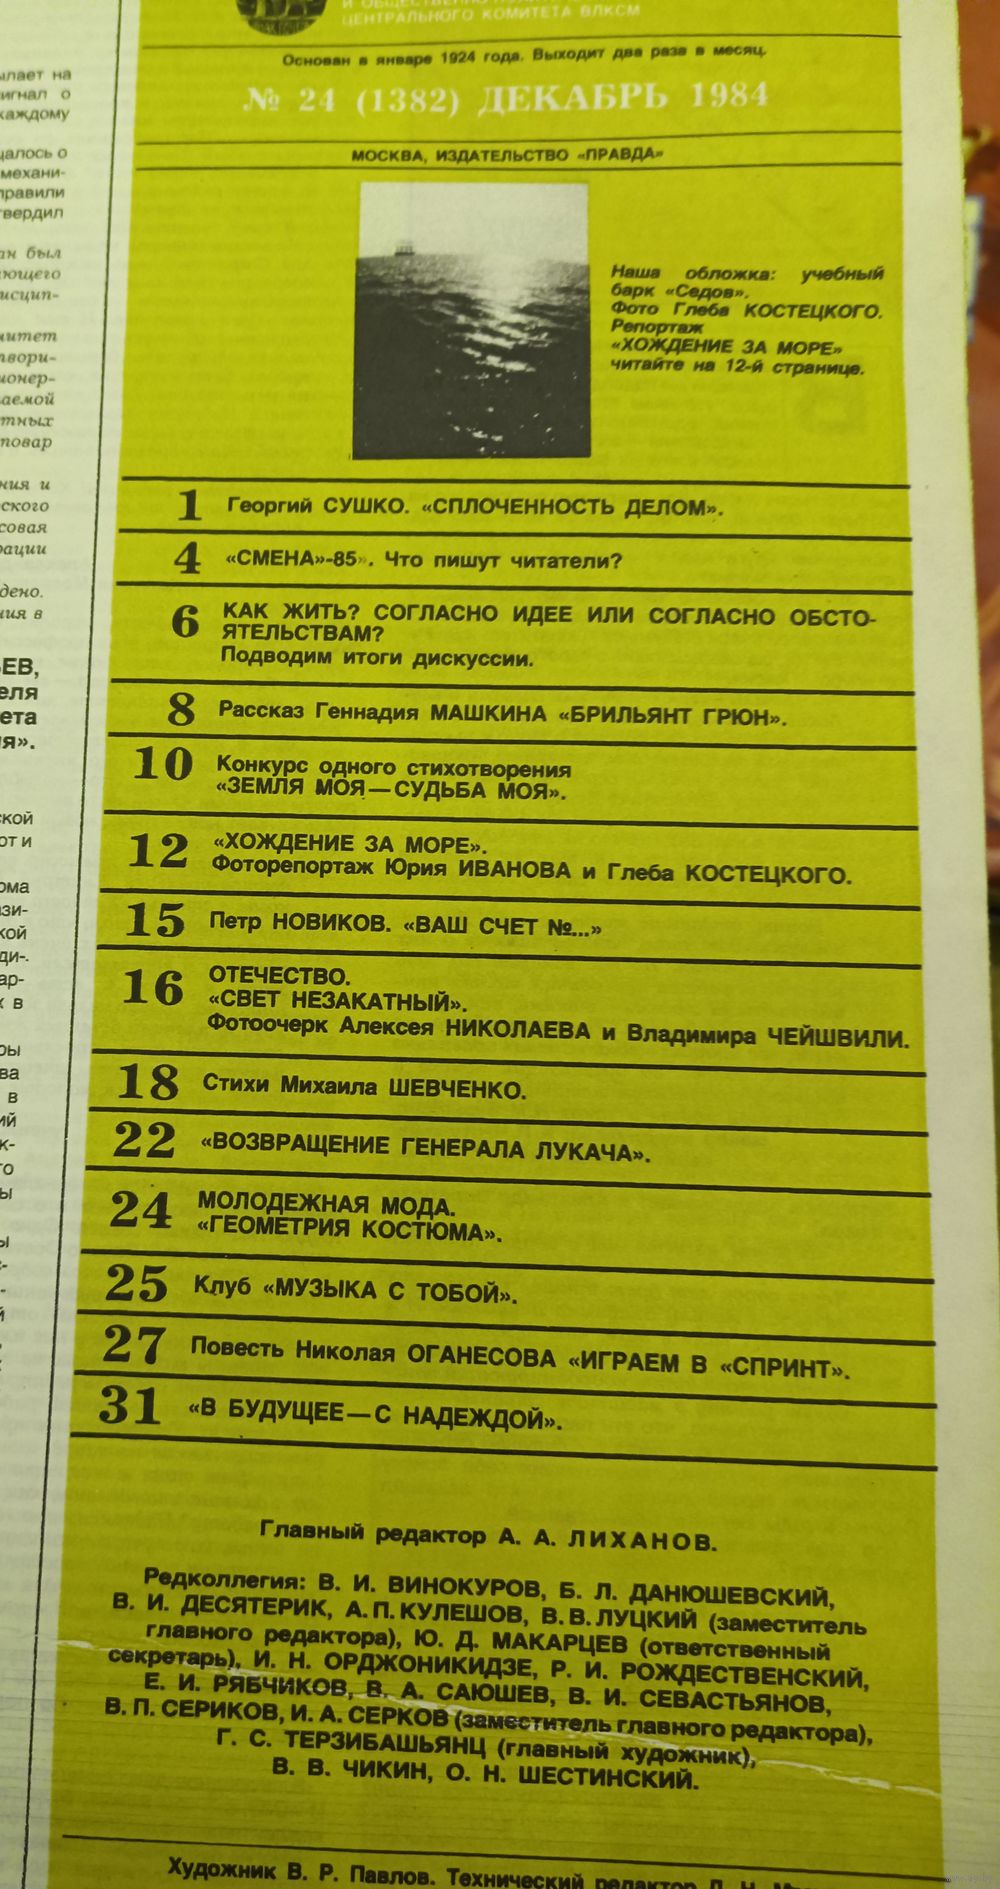 ЦЕНТРАЛЬНОГО КОМИТЕТА ВЛКСМ
Основан в январе 1924 года. Выходит два раза в месяц.
№ 24 (1382) ДЕКАБРЬ 1984
МОСКВА, ИЗДАТЕЛЬСТВО «ПРАВДА»
Наша обложка: учебный
барк «Седов».
Фото Глеба КОСТЕЦКОГО.
Репортаж
«ХОЖДЕНИЕ ЗА МОРЕ»
читайте на 12-й странице.
1 Георгий СУШКО. «СПЛОЧЕННОСТЬ ДЕЛОМ».
4 «СМЕНА»-85». Что пишут читатели?
6 КАК ЖИТЬ? СОГЛАСНО ИДЕЕ ИЛИ СОГЛАСНО ОБСТО-
ЯТЕЛЬСТВАМ?
Подводим итоги дискуссии.
8 Рассказ Геннадия МАШКИНА «БРИЛЬЯНТ ГРЮН».
10 Конкурс одного стихотворения
«ЗЕМЛЯ МОЯ—СУДЬБА МОЯ».
12 «ХОЖДЕНИЕ ЗА МОРЕ».
Фоторепортаж Юрия ИВАНОВА и Глеба КОСТЕЦКОГО.
15 Петр НОВИКОВ. «ВАШ СЧЕТ №...»
16 ОТЕЧЕСТВО.
«СВЕТ НЕЗАКАТНЫЙ».
Фотоочерк Алексея НИКОЛАЕВА и Владимира ЧЕЙШВИЛИ.
18 Стихи Михаила ШЕВЧЕНКО.
22 «ВОЗВРАЩЕНИЕ ГЕНЕРАЛА ЛУКАЧА».
24 МОЛОДЕЖНАЯ МОДА.
«ГЕОМЕТРИЯ КОСТЮМА».
25 Клуб «МУЗЫКА С ТОБОЙ».
27 Повесть Николая ОГАНЕСОВА «ИГРАЕМ В «СПРИНТ».
31 «В БУДУЩЕЕ—С НАДЕЖДОЙ».
Главный редактор А. А. ЛИХАНОВ.
Редколлегия: В. И. ВИНОКУРОВ, Б. Л. ДАНЮШЕВСКИЙ,
В. И. ДЕСЯТЕРИК, А. П. КУЛЕШОВ, В. В. ЛУЦКИЙ (заместитель
главного редактора), Ю. Д. МАКАРЦЕВ (ответственный
секретарь), И. Н. ОРДЖОНИКИДЗЕ, Р. И. РОЖДЕСТВЕНСКИЙ,
Е. И. РЯБЧИКОВ, В. А. САЮШЕВ, В. И. СЕВАСТЬЯНОВ,
В. П. СЕРИКОВ, И. А. СЕРКОВ (заместитель главного редактора),
Г. С. ТЕРЗИБАШЬЯНЦ (главный художник),
В. В. ЧИКИН, О. Н. ШЕСТИНСКИЙ.
Художник В. Р. Павлов. Технический редактор